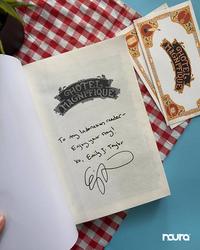 HOTEL
MAGNIFIQUE
To my Indonesian reader–
Enjoy your stay!
xo, Emily J. Taylor
HOTEL
MAGNIFIQUE
noura